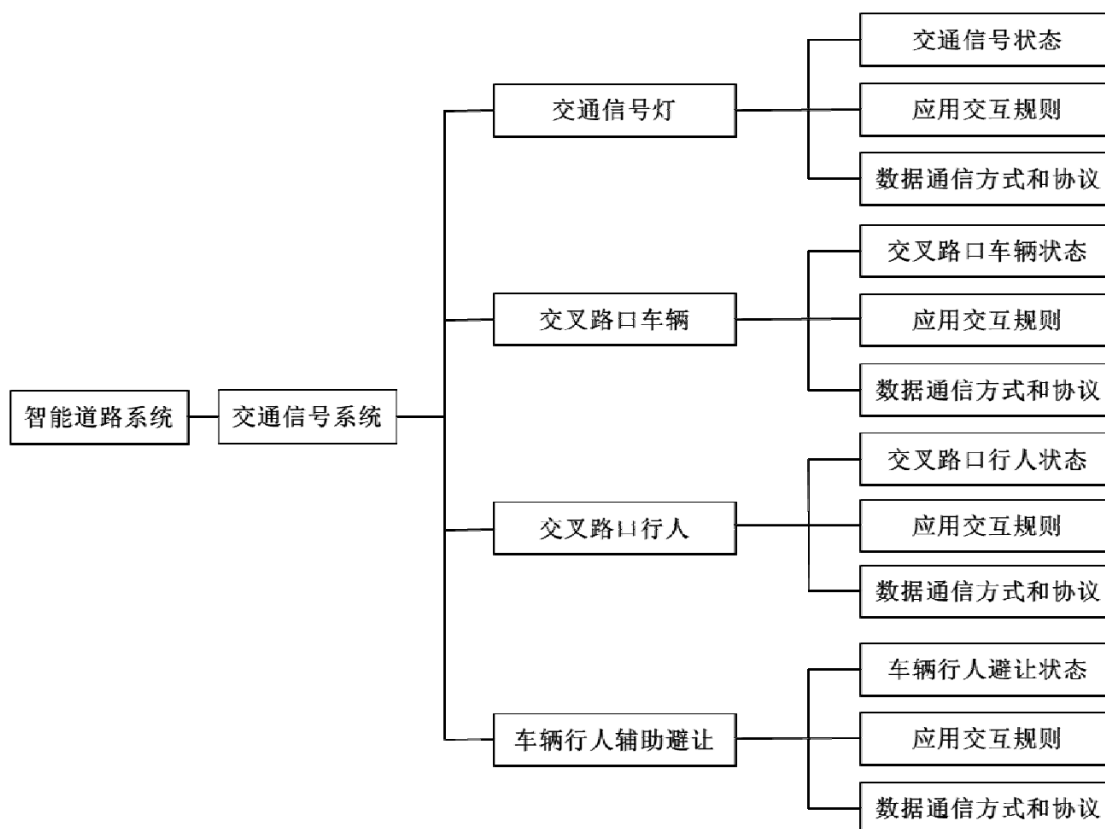 智能道路系统
交通信号系统
交通信号灯
交通信号状态
应用交互规则
数据通信方式和协议
交叉路口车辆
交叉路口车辆状态
应用交互规则
数据通信方式和协议
交叉路口行人
交叉路口行人状态
应用交互规则
数据通信方式和协议
车辆行人辅助避让
车辆行人避让状态
应用交互规则
数据通信方式和协议